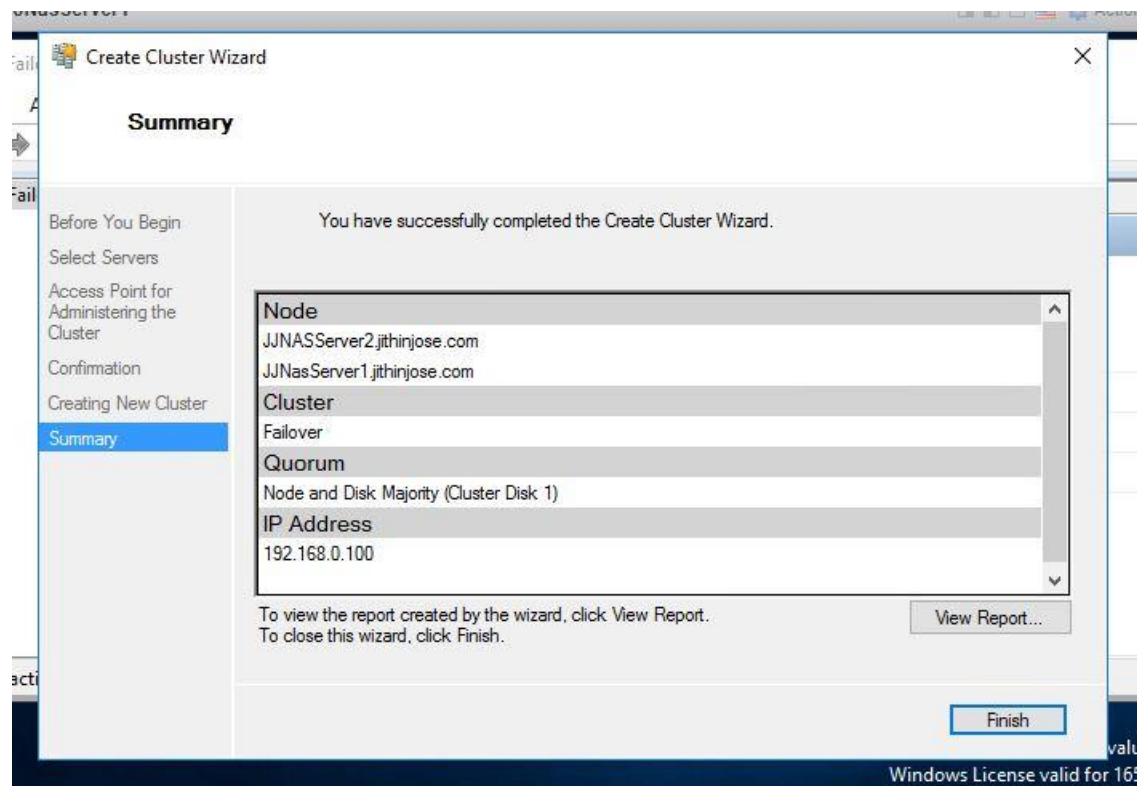 Create Cluster Wizard
Summary
Before You Begin
Select Servers
Access Point for
Administering the
Cluster
Confirmation
Creating New Cluster
Summary
You have successfully completed the Create Cluster Wizard.
Node
JJNASServer2.jithinjose.com
JJNasServer1.jithinjose.com
Cluster
Failover
Quorum
Node and Disk Majority (Cluster Disk 1)
IP Address
192.168.0.100
To view the report created by the wizard, click View Report.
To close this wizard, click Finish.
View Report...
Finish
Windows License valid for 165